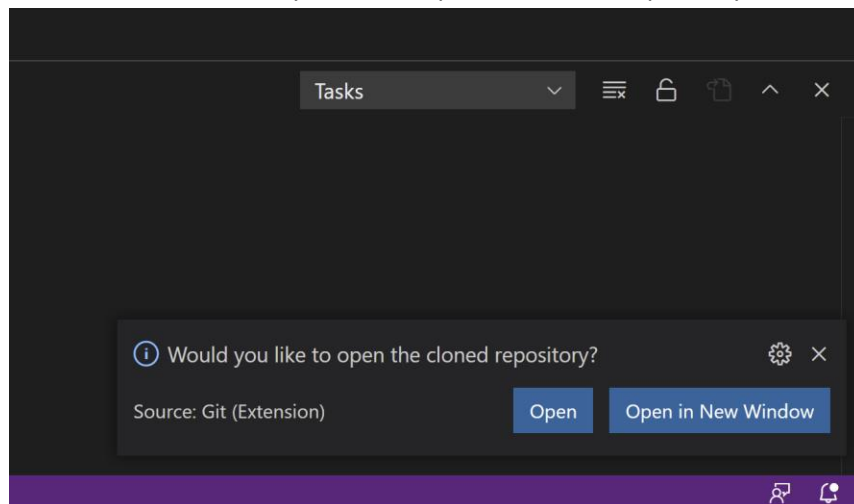 Tasks
Would you like to open the cloned repository?
Source: Git (Extension)
Open
Open in New Window